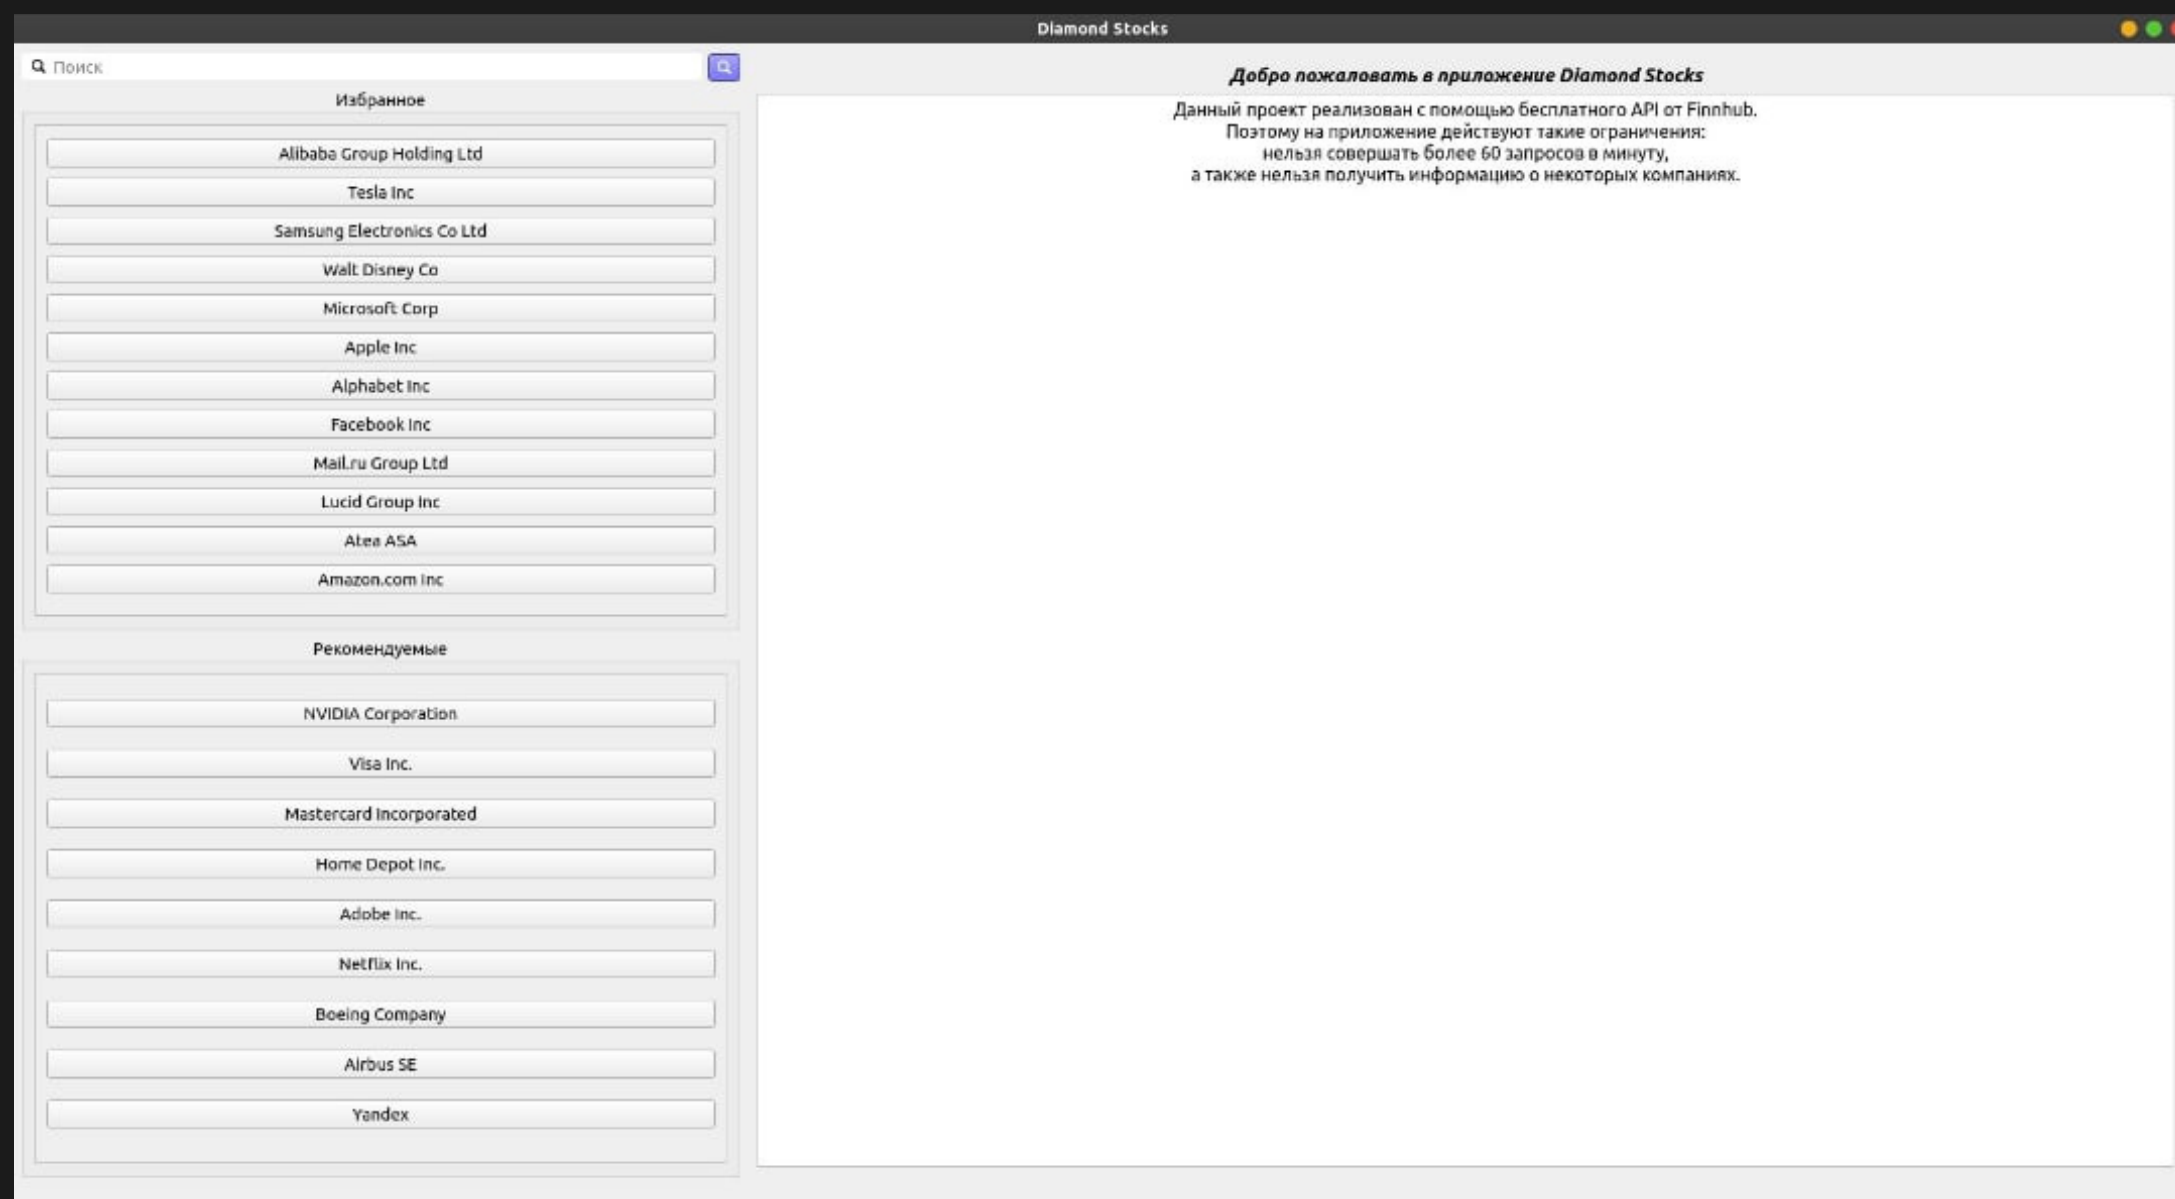 Diamond Stocks
Поиск
Избранное
Alibaba Group Holding Ltd
Tesla Inc
Samsung Electronics Co Ltd
Walt Disney Co
Microsoft Corp
Apple Inc
Alphabet Inc
Facebook Inc
Mail.ru Group Ltd
Lucid Group Inc
Atea ASA
Amazon.com Inc
Рекомендуемые
NVIDIA Corporation
Visa Inc.
Mastercard Incorporated
Home Depot Inc.
Adobe Inc.
Netflix Inc.
Boeing Company
Airbus SE
Yandex
Добро пожаловать в приложение Diamond Stocks
Данный проект реализован с помощью бесплатного API от Finnhub.
Поэтому на приложение действуют такие ограничения:
нельзя совершать более 60 запросов в минуту,
а также нельзя получить информацию о некоторых компаниях.